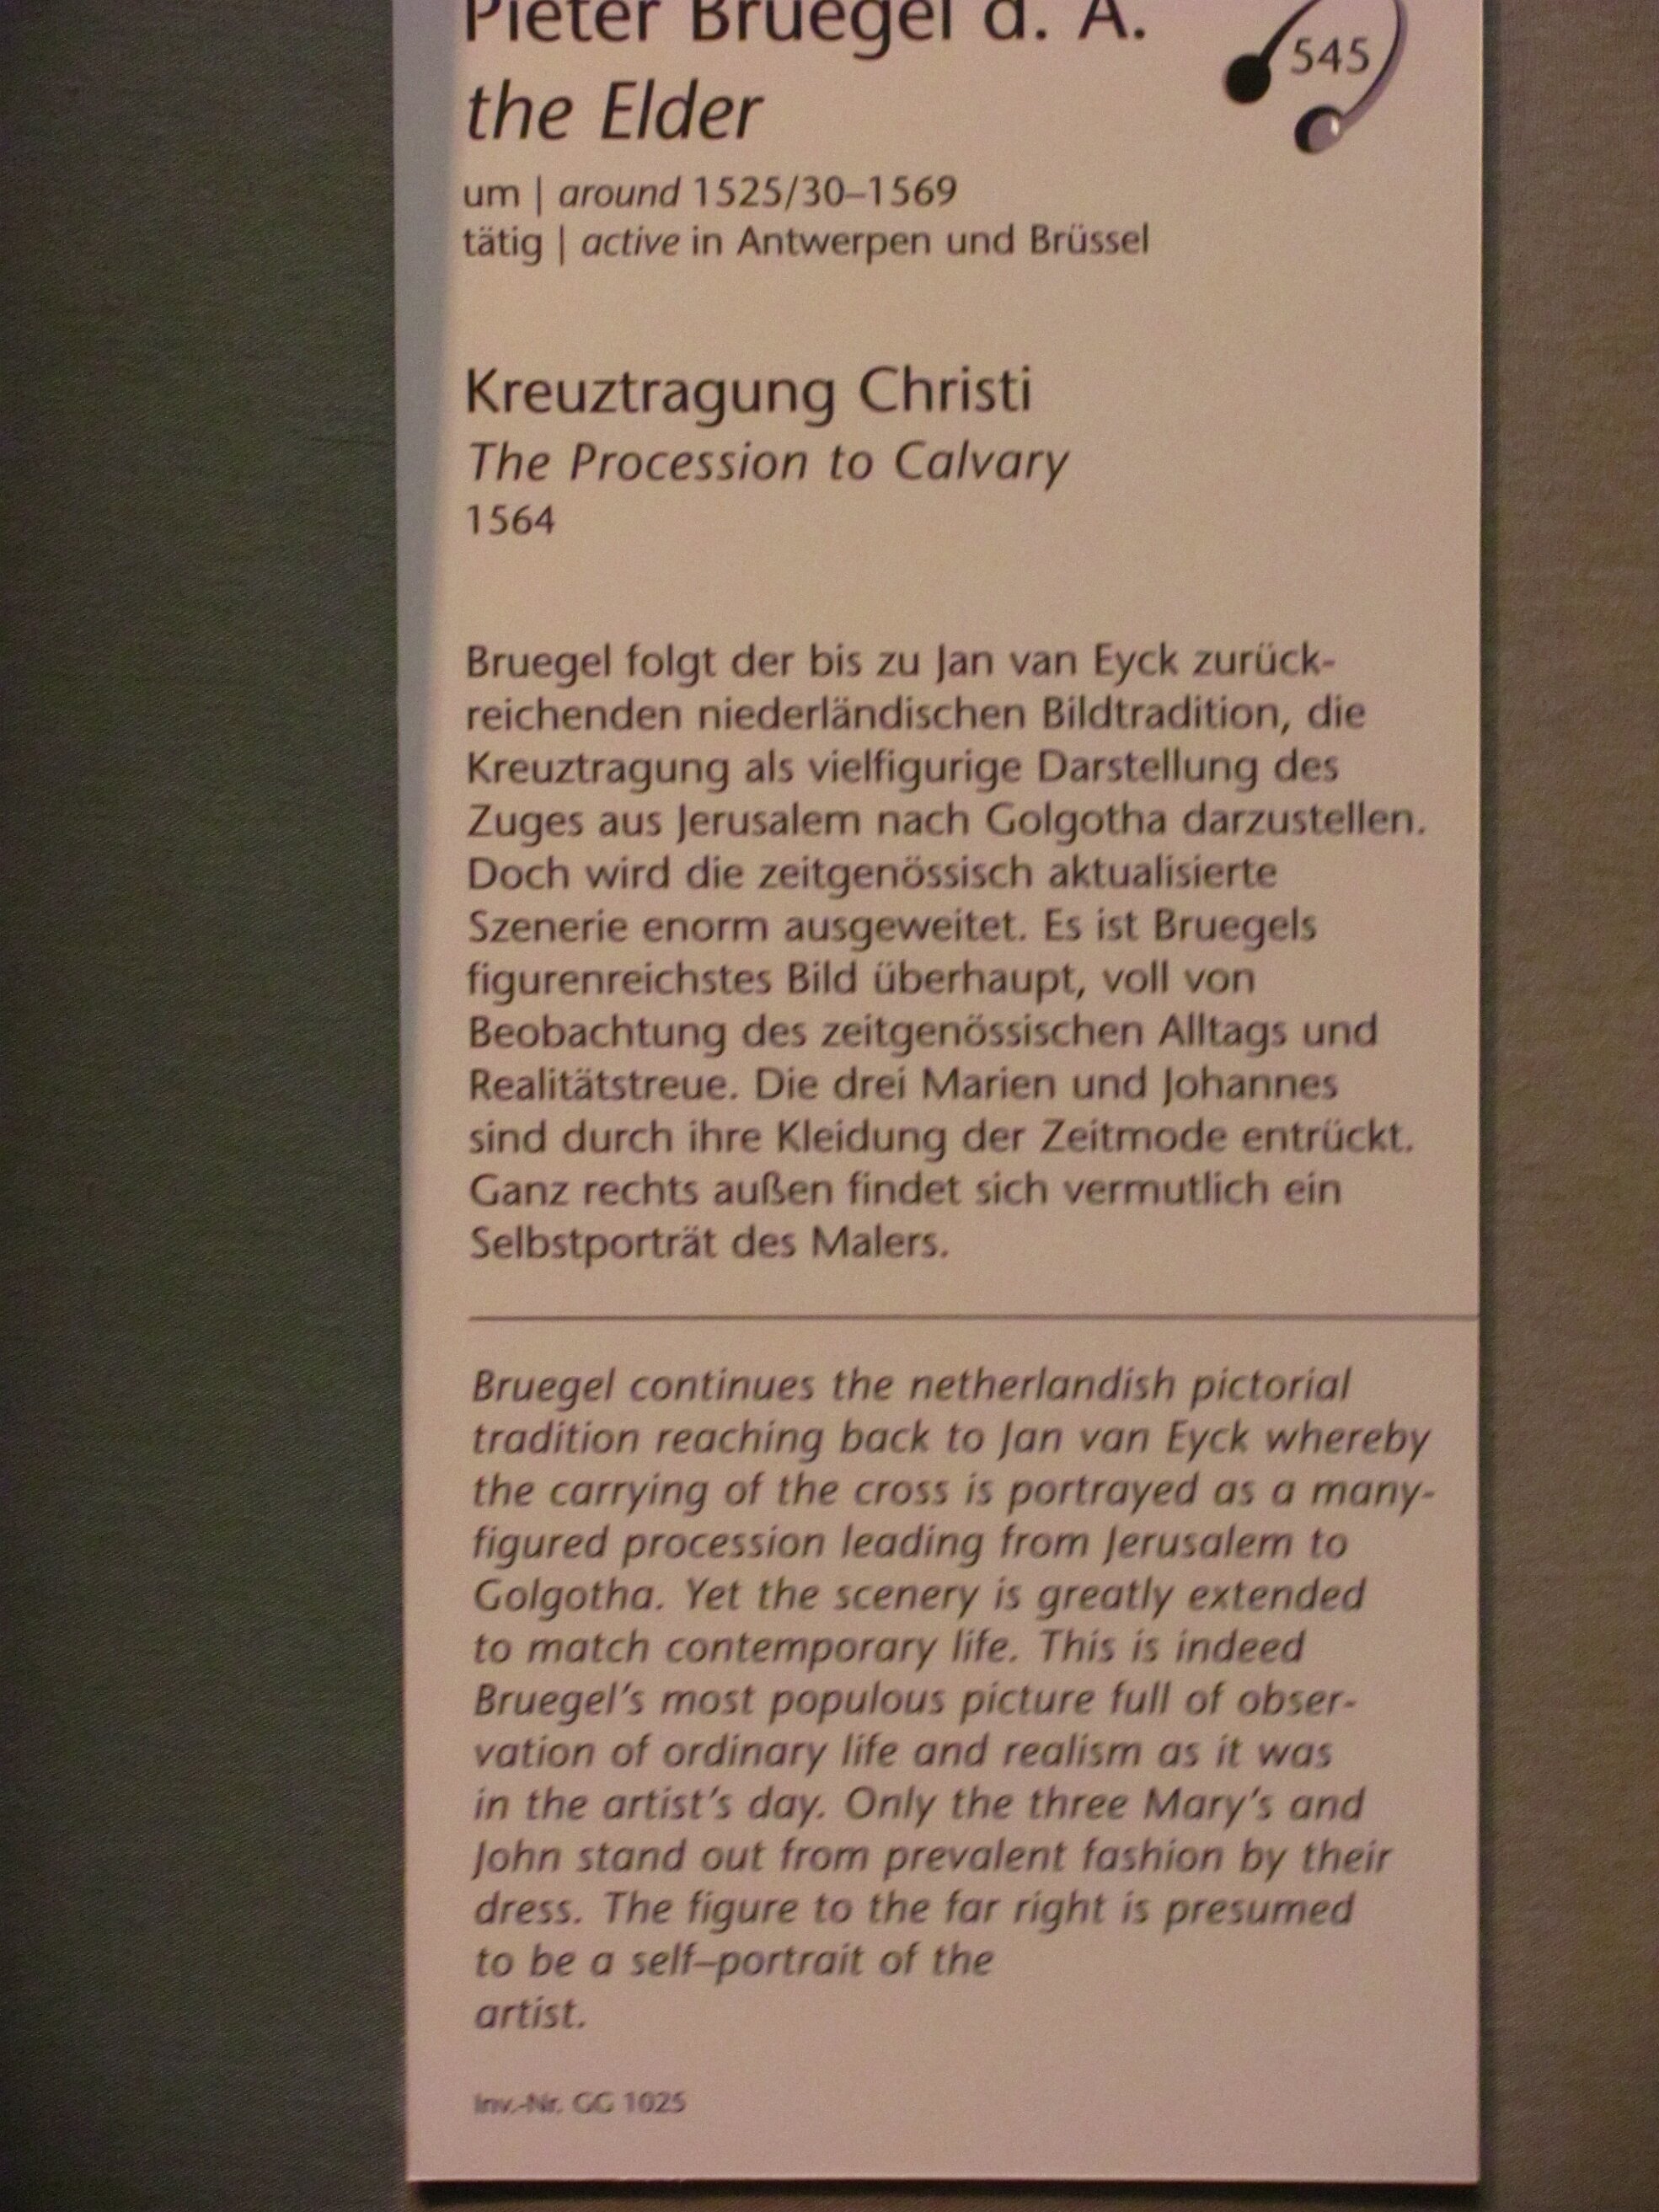 Pieter Bruegel d. Ä.
the Elder
545
um | around 1525/30–1569
tätig | active in Antwerpen und Brüssel
Kreuztragung Christi
The Procession to Calvary
1564
Bruegel folgt der bis zu Jan van Eyck zurück-
reichenden niederländischen Bildtradition, die
Kreuztragung als vielfigurige Darstellung des
Zuges aus Jerusalem nach Golgotha darzustellen.
Doch wird die zeitgenössisch aktualisierte
Szenerie enorm ausgeweitet. Es ist Bruegels
figurenreichstes Bild überhaupt, voll von
Beobachtung des zeitgenössischen Alltags und
Realitätstreue. Die drei Marien und Johannes
sind durch ihre Kleidung der Zeitmode entrückt.
Ganz rechts außen findet sich vermutlich ein
Selbstporträt des Malers.
Bruegel continues the netherlandish pictorial
tradition reaching back to Jan van Eyck whereby
the carrying of the cross is portrayed as a many-
figured procession leading from Jerusalem to
Golgotha. Yet the scenery is greatly extended
to match contemporary life. This is indeed
Bruegel's most populous picture full of obser-
vation of ordinary life and realism as it was
in the artist's day. Only the three Mary's and
John stand out from prevalent fashion by their
dress. The figure to the far right is presumed
to be a self–portrait of the
artist.
Inv.-Nr. GG 1025